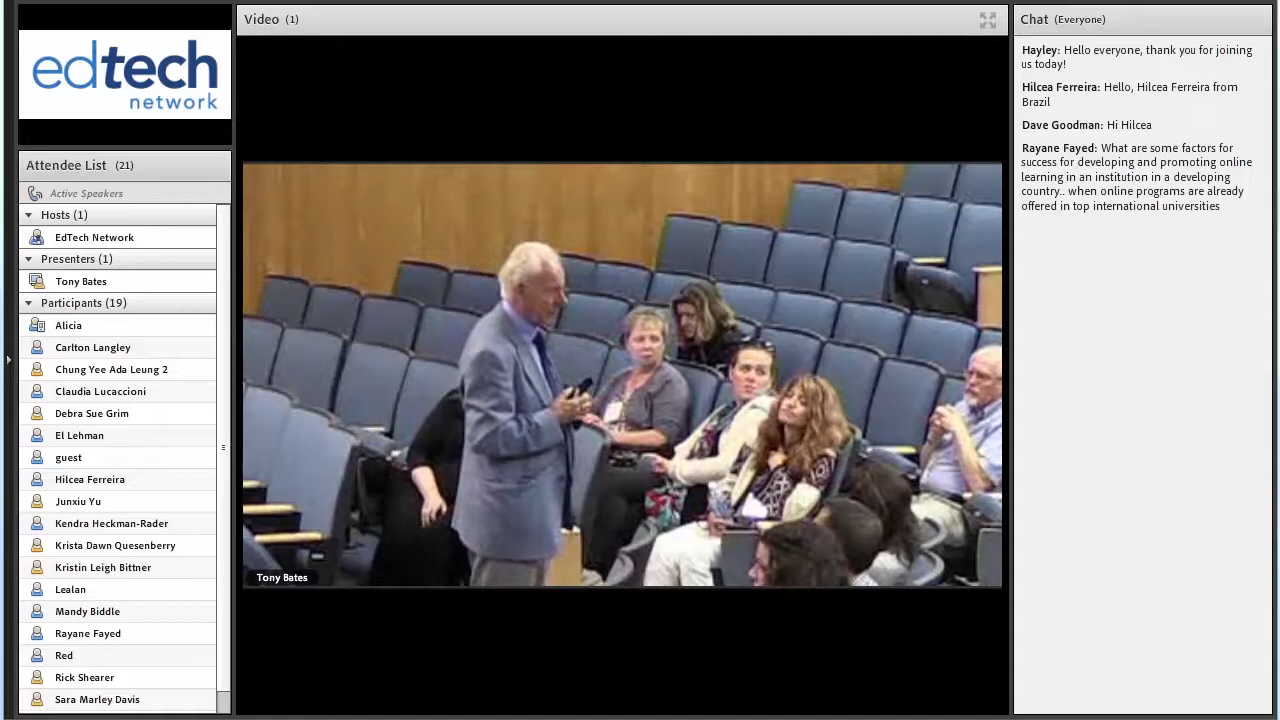 edtech
network
Attendee List (21)
Active Speakers
Hosts (1)
EdTech Network
Presenters (1)
Tony Bates
Participants (19)
Alicia
Carlton Langley
Chung Yee Ada Leung 2
Claudia Lucaccioni
Debra Sue Grim
El Lehman
guest
Hilcea Ferreira
Junxiu Yu
Kendra Heckman-Rader
Krista Dawn Quesenberry
Kristin Leigh Bittner
Lealan
Mandy Biddle
Rayane Fayed
Red
Rick Shearer
Sara Marley Davis
Video (1)
Tony Bates
Chat (Everyone)
Hayley: Hello everyone, thank you for joining
us today!
Hilcea Ferreira: Hello, Hilcea Ferreira from
Brazil
Dave Goodman: Hi Hilcea
Rayane Fayed: What are some factors for
success for developing and promoting online
learning in an institution in a developing
country.. when online programs are already
offered in top international universities